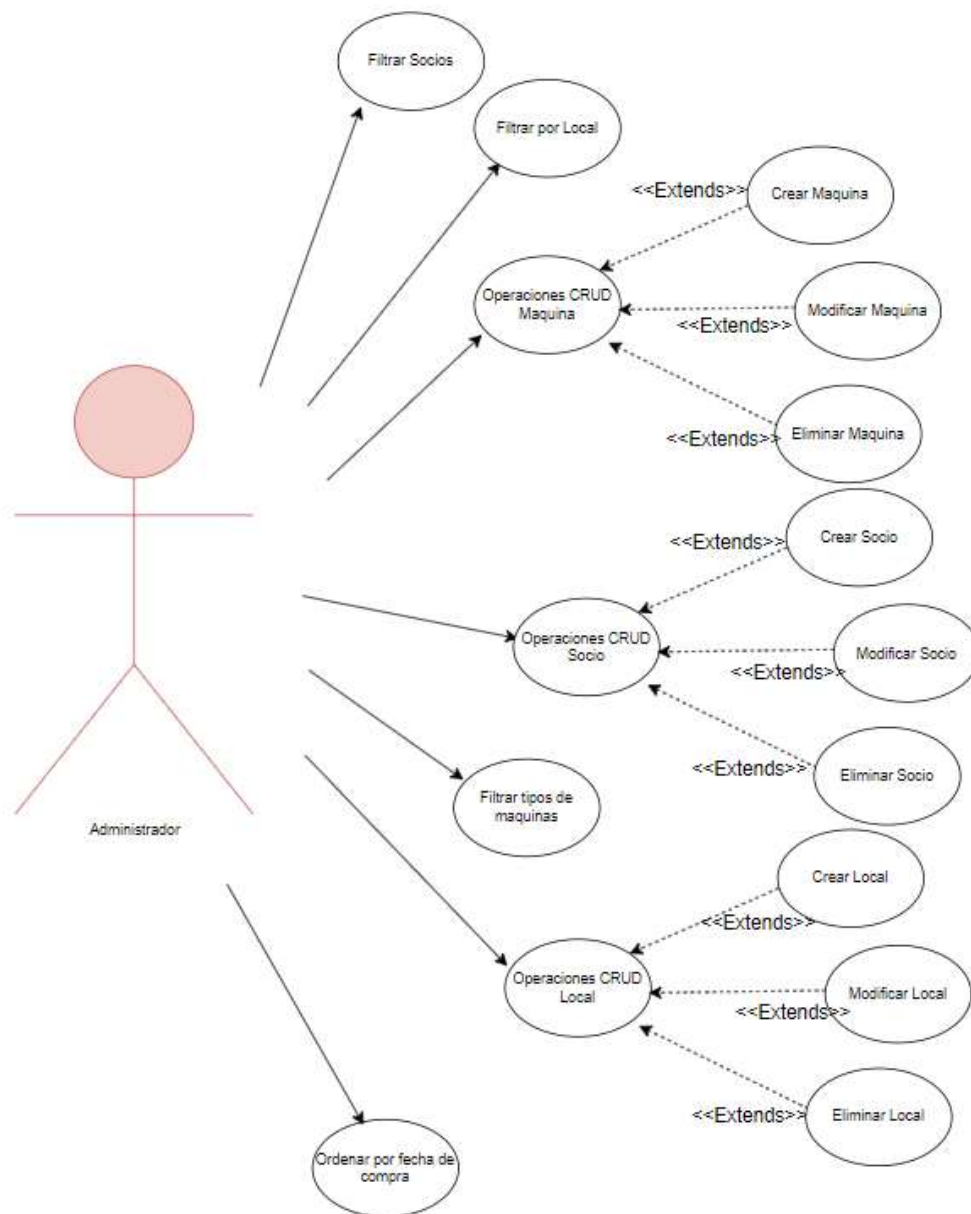 Filtrar Socios
Filtrar por Local
<<Extends>>
Crear Maquina
Operaciones CRUD
Maquina
Modificar Maquina
<<Extends>>
<<Extends>>
Eliminar Maquina
<<Extends>>
Crear Socio
Operaciones CRUD
Socio
Modificar Socio
<<Extends>>
<<Extends>>
Eliminar Socio
Filtrar tipos de
maquinas
Administrador
Crear Local
<<Extends>>
Operaciones CRUD
Local
Modificar Local
<<Extends>>
<<Extends>>
Eliminar Local
Ordenar por fecha de
compra